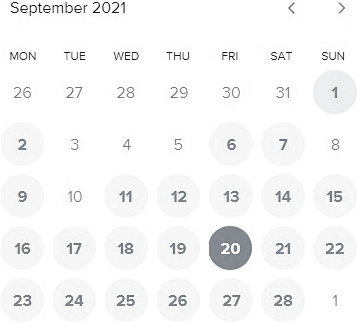 September 2021 < >
MON TUE WED THU FRI SAT SUN
26 27 28 29 30 31 1
2 3 4 5 6 7 8
9 10 11 12 13 14 15
16 17 18 19 20 21 22
23 24 25 26 27 28 1